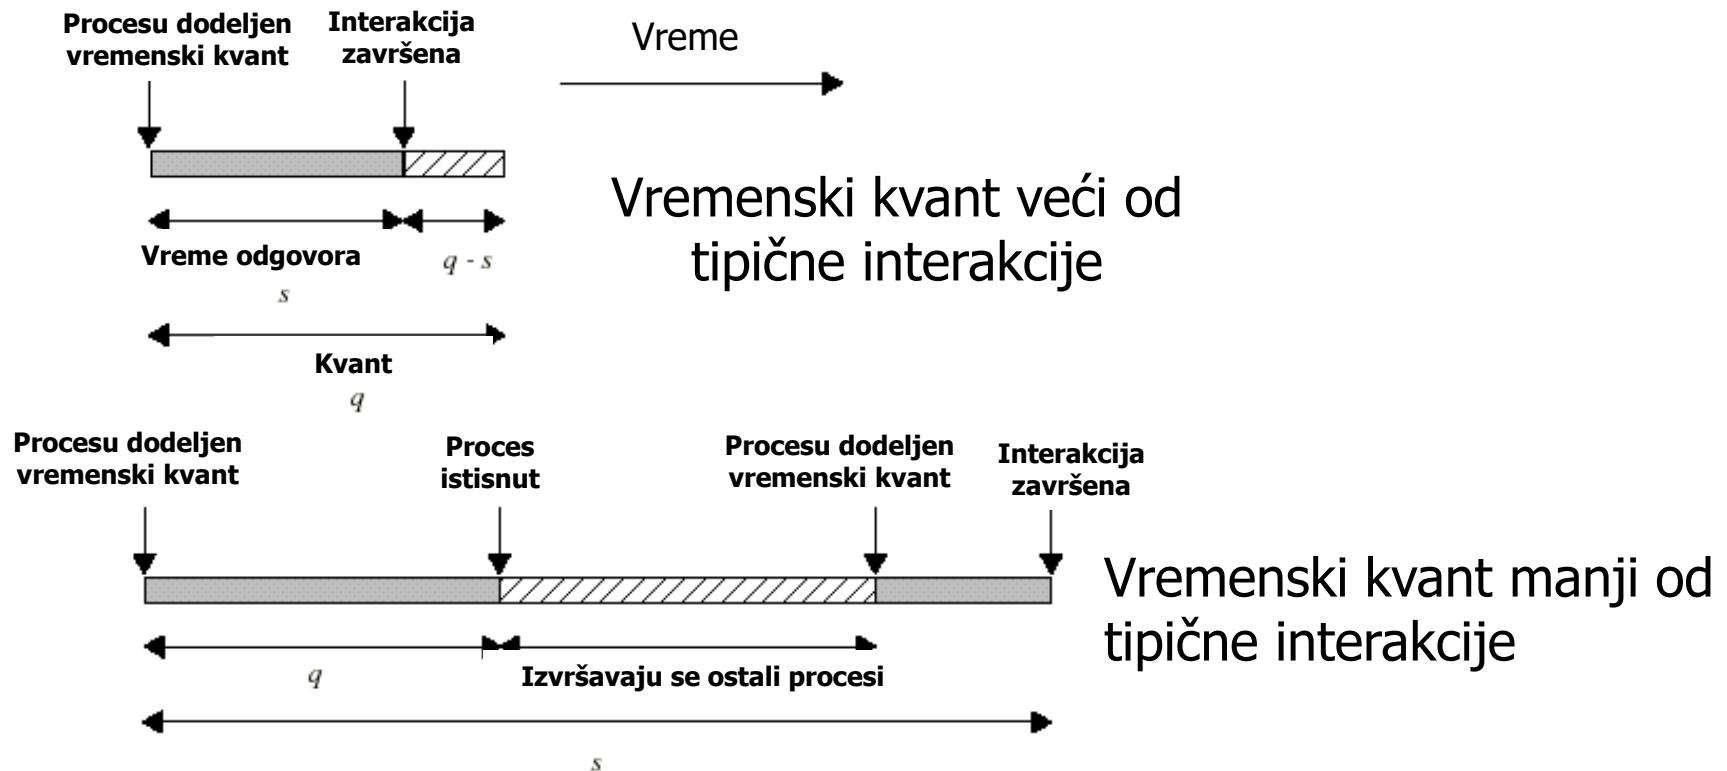 Procesu dodeljen
vremenski kvant
Interakcija
završena
Vreme
Vremenski kvant veći od
tipične interakcije
Vreme odgovora
s
q - s
Kvant
q
Procesu dodeljen
vremenski kvant
Proces
istisnut
Procesu dodeljen
vremenski kvant
Interakcija
završena
Vremenski kvant manji od
tipične interakcije
q
Izvršavaju se ostali procesi
s